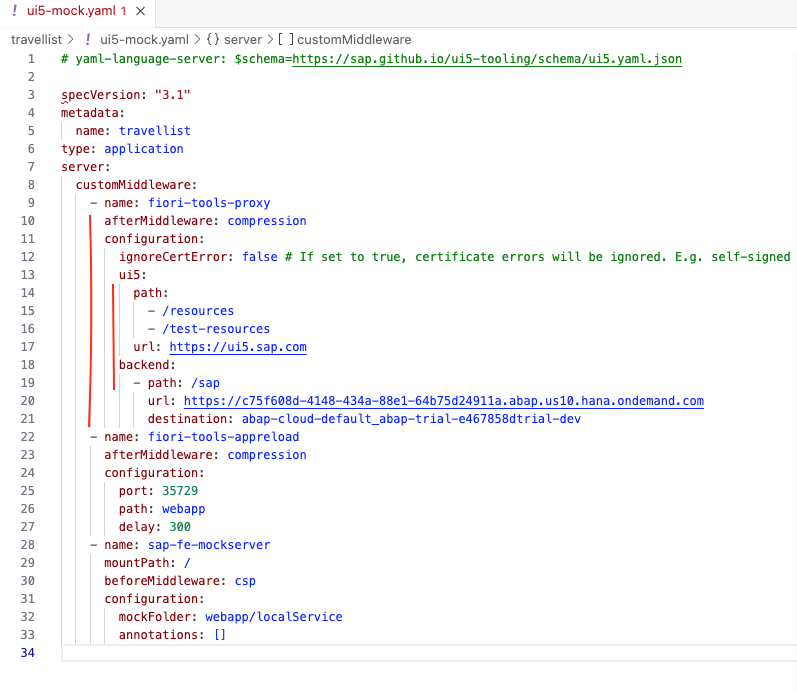 ! ui5-mock.yaml 1 ×
travellist > ! ui5-mock.yaml > {} server > [ ] customMiddleware
1 # yaml-language-server: $schema=https://sap.github.io/ui5-tooling/schema/ui5.yaml.json
2
3 specVersion: "3.1"
4 metadata:
5   name: travellist
6 type: application
7 server:
8   customMiddleware:
9     - name: fiori-tools-proxy
10       afterMiddleware: compression
11       configuration:
12         ignoreCertError: false # If set to true, certificate errors will be ignored. E.g. self-signed
13         ui5:
14           path:
15             - /resources
16             - /test-resources
17           url: https://ui5.sap.com
18         backend:
19           - path: /sap
20             url: https://c75f608d-4148-434a-88e1-64b75d24911a.abap.us10.hana.ondemand.com
21             destination: abap-cloud-default_abap-trial-e467858dtrial-dev
22     - name: fiori-tools-appreload
23       afterMiddleware: compression
24       configuration:
25         port: 35729
26         path: webapp
27         delay: 300
28     - name: sap-fe-mockserver
29       mountPath: /
30       beforeMiddleware: csp
31       configuration:
32         mockFolder: webapp/localService
33         annotations: []
34